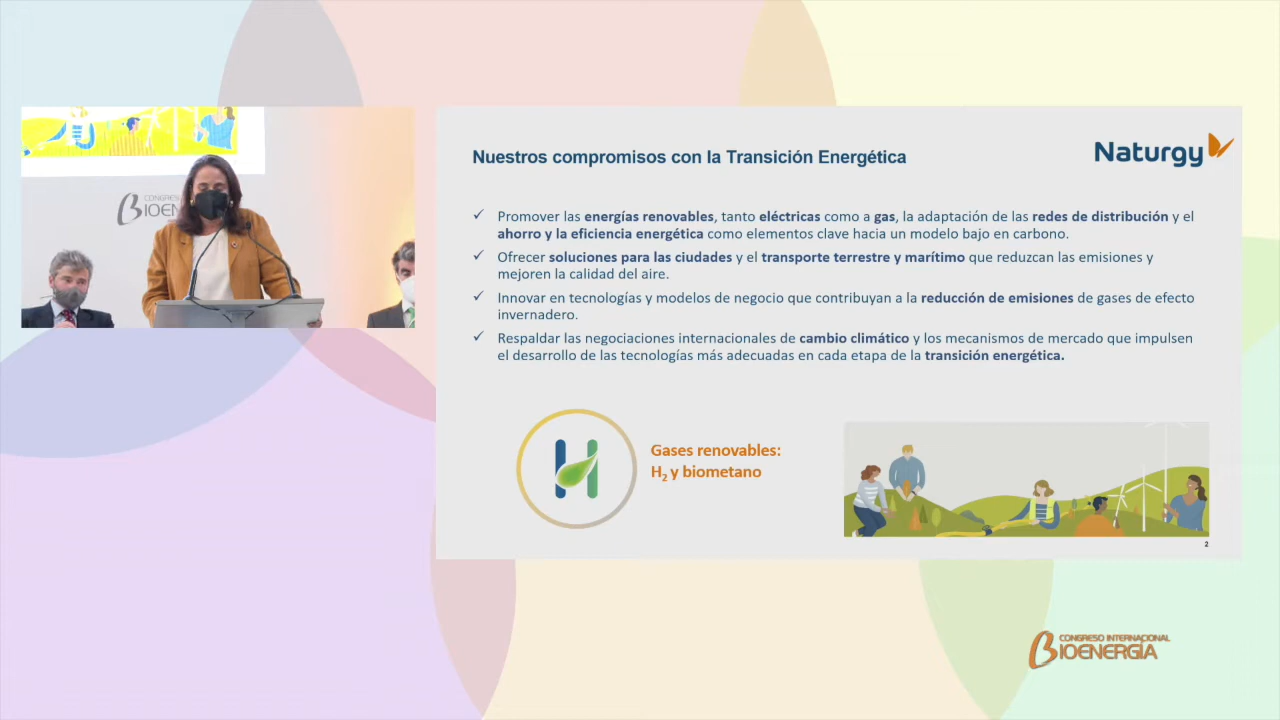 CONGRES
BIOEN
Nuestros compromisos con la Transición Energética
Naturgy
✓ Promover las energías renovables, tanto eléctricas como a gas, la adaptación de las redes de distribución y el
ahorro y la eficiencia energética como elementos clave hacia un modelo bajo en carbono.
✓ Ofrecer soluciones para las ciudades y el transporte terrestre y marítimo que reduzcan las emisiones y
mejoren la calidad del aire.
✓ Innovar en tecnologías y modelos de negocio que contribuyan a la reducción de emisiones de gases de efecto
invernadero.
✓ Respaldar las negociaciones internacionales de cambio climático y los mecanismos de mercado que impulsen
el desarrollo de las tecnologías más adecuadas en cada etapa de la transición energética.
H
Gases renovables:
H₂ y biometano
2
CONGRESO INTERNACIONAL
BIOENERGÍA